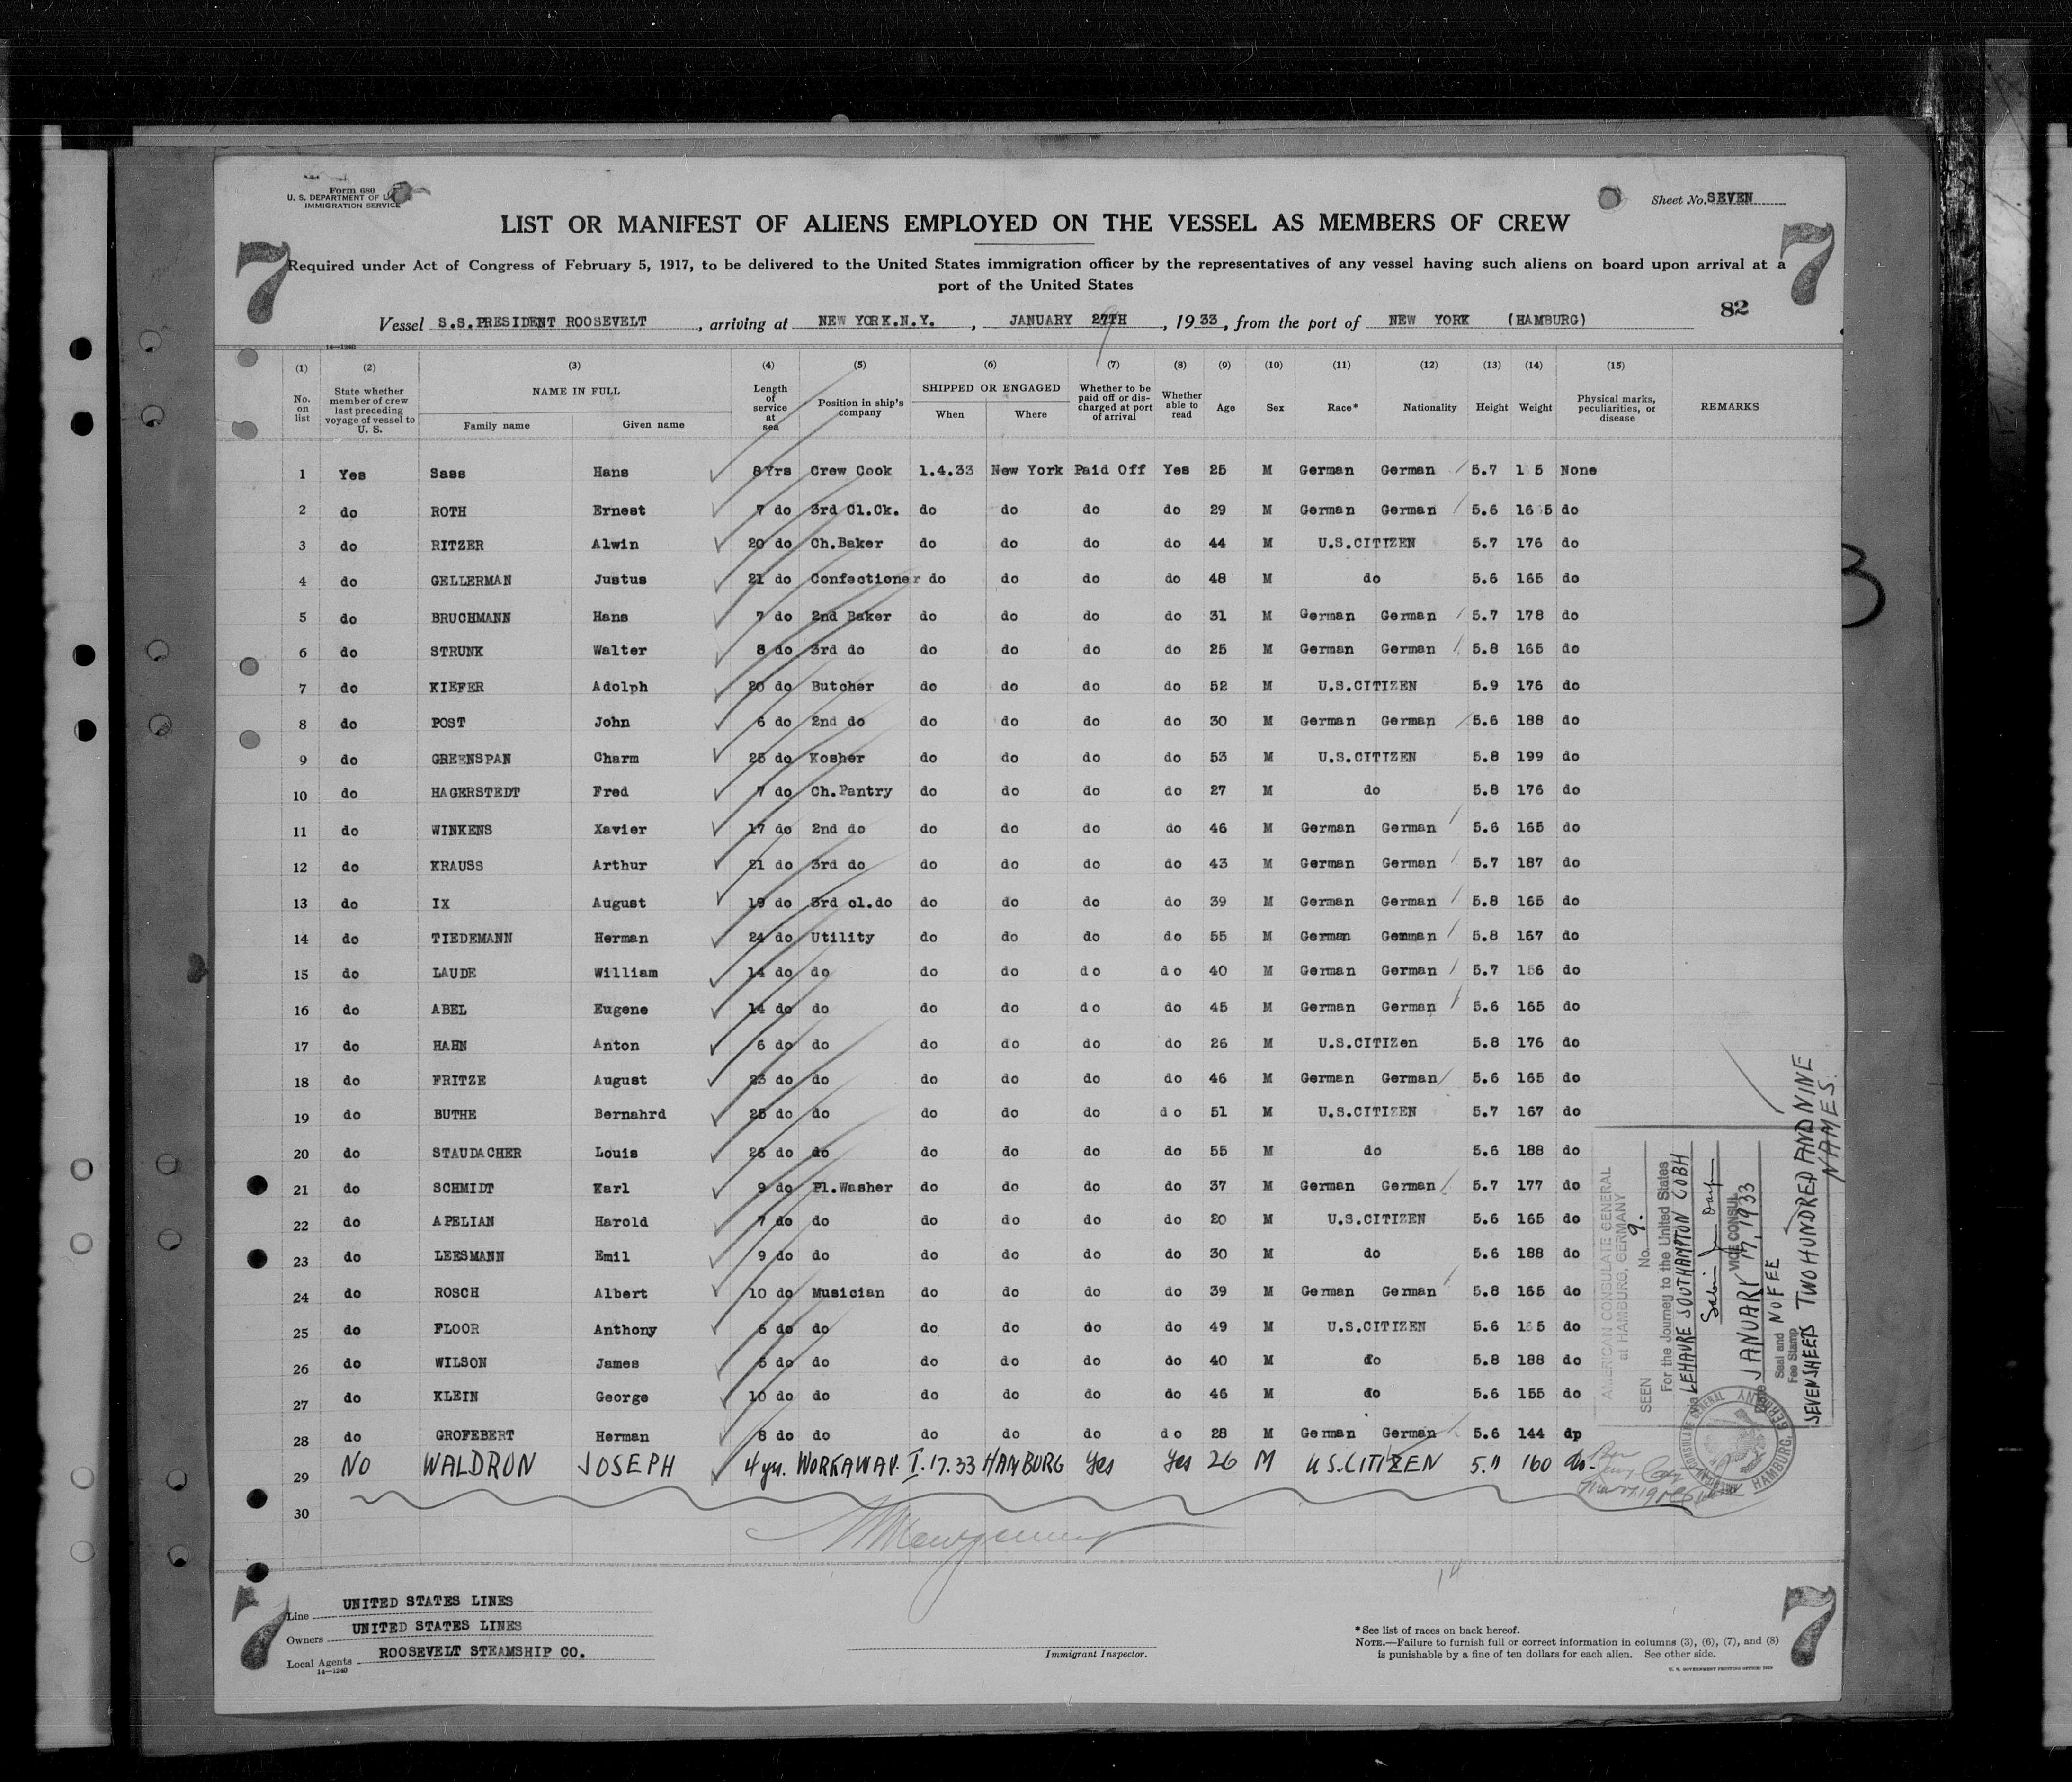 Form 680
U. S. DEPARTMENT OF
IMMIGRATION SERVICE
Sheet No. SEVEN
LIST OR MANIFEST OF ALIENS EMPLOYED ON THE VESSEL AS MEMBERS OF CREW
7 7
Required under Act of Congress of February 5, 1917, to be delivered to the United States immigration officer by the representatives of any vessel having such aliens on board upon arrival at a
port of the United States
82
Vessel S.S.PRESIDENT ROOSEVELT, arriving at NEW YORK.N.Y., JANUARY 27TH, 1933, from the port of NEW YORK (HAMBURG)
14—1240
(1) (2) (3) (4) (5) (6) (7) (8) (9) (10) (11) (12) (13) (14) (15)
No. on list State whether member of crew last preceding voyage of vessel to U. S. NAME IN FULL Family name Given name Length of service at sea Position in ship's company SHIPPED OR ENGAGED When Where Whether to be paid off or discharged at port of arrival Whether able to read Age Sex Race* Nationality Height Weight Physical marks, peculiarities, or disease REMARKS
1 Yes Sass Hans 8Yrs Crew Cook 1.4.33 New York Paid Off Yes 25 M German German 5.7 1 5 None
2 do ROTH Ernest 7 do 3rd Cl.Ck. do do do do 29 M German German 5.6 165 do
3 do RITZER Alwin 20 do Ch.Baker do do do do 44 M U.S.CITIZEN 5.7 176 do
4 do GELLERMAN Justus 21 do Confectioner do do do do 48 M do 5.6 165 do
5 do BRUCHMANN Hans 7 do 2nd Baker do do do do 31 M German German 5.7 178 do
6 do STRUNK Walter 8 do 3rd do do do do do 25 M German German 5.8 165 do
7 do KIEFER Adolph 20 do Butcher do do do do 52 M U.S.CITIZEN 5.9 176 do
8 do POST John 6 do 2nd do do do do do 30 M German German 5.6 188 do
9 do GREENSPAN Charm 25 do Kosher do do do do 53 M U.S.CITIZEN 5.8 199 do
10 do HAGERSTEDT Fred 7 do Ch.Pantry do do do do 27 M do 5.8 176 do
11 do WINKENS Xavier 17 do 2nd do do do do do 46 M German German 5.6 165 do
12 do KRAUSS Arthur 21 do 3rd do do do do do 43 M German German 5.7 187 do
13 do IX August 19 do 3rd cl.do do do do do 39 M German German 5.8 165 do
14 do TIEDEMANN Herman 24 do Utility do do do do 55 M German Gemman 5.8 167 do
15 do LAUDE William 14 do do do do do do 40 M German German 5.7 156 do
16 do ABEL Eugene 14 do do do do do do 45 M German German 5.6 165 do
17 do HAHN Anton 6 do do do do do do 26 M U.S.CITIZen 5.8 176 do
18 do FRITZE August 23 do do do do do do 46 M German German 5.6 165 do
19 do BUTHE Bernahrd 25 do do do do do do 51 M U.S.CITIZEN 5.7 167 do
20 do STAUDACHER Louis 26 do do do do do do 55 M do 5.6 188 do
21 do SCHMIDT Karl 9 do Pl.Washer do do do do 37 M German German 5.7 177 do
22 do APELIAN Harold 7 do do do do do do 20 M U.S.CITIZEN 5.6 165 do
23 do LEESMANN Emil 9 do do do do do do 30 M do 5.6 188 do
24 do ROSCH Albert 10 do Musician do do do do 39 M German German 5.8 165 do
25 do FLOOR Anthony 5 do do do do do do 49 M U.S.CITIZEN 5.6 165 do
26 do WILSON James 5 do do do do do do 40 M do 5.8 188 do
27 do KLEIN George 10 do do do do do do 46 M do 5.6 155 do
28 do GROFEBERT Herman 8 do do do do do do 28 M German German 5.6 144 dp
29 NO WALDRON JOSEPH 4 yrs. WORKAWAY. I.17.33 HAMBURG Yes Yes 26 M U.S.CITIZEN 5.11 160 do.
30
AMERICAN CONSULATE GENERAL
at HAMBURG, GERMANY
SEEN No. 9.
For the Journey to the United States
via LEHAVRE SOUTHAMPTON COBH
VICE CONSUL
Date JANUARY 17, 1933
Seal and Fee Stamp NO FEE
SEVEN SHEETS TWO HUNDRED AND NINE
NAMES.
AMERICAN CONSULATE GENERAL HAMBURG, GERMANY
Montgomery
14
7 7
Line UNITED STATES LINES
Owners UNITED STATES LINES
Local Agents ROOSEVELT STEAMSHIP CO.
14—1240
Immigrant Inspector.
*See list of races on back hereof.
NOTE.—Failure to furnish full or correct information in columns (3), (6), (7), and (8)
is punishable by a fine of ten dollars for each alien. See other side.
U. S. GOVERNMENT PRINTING OFFICE: 1929